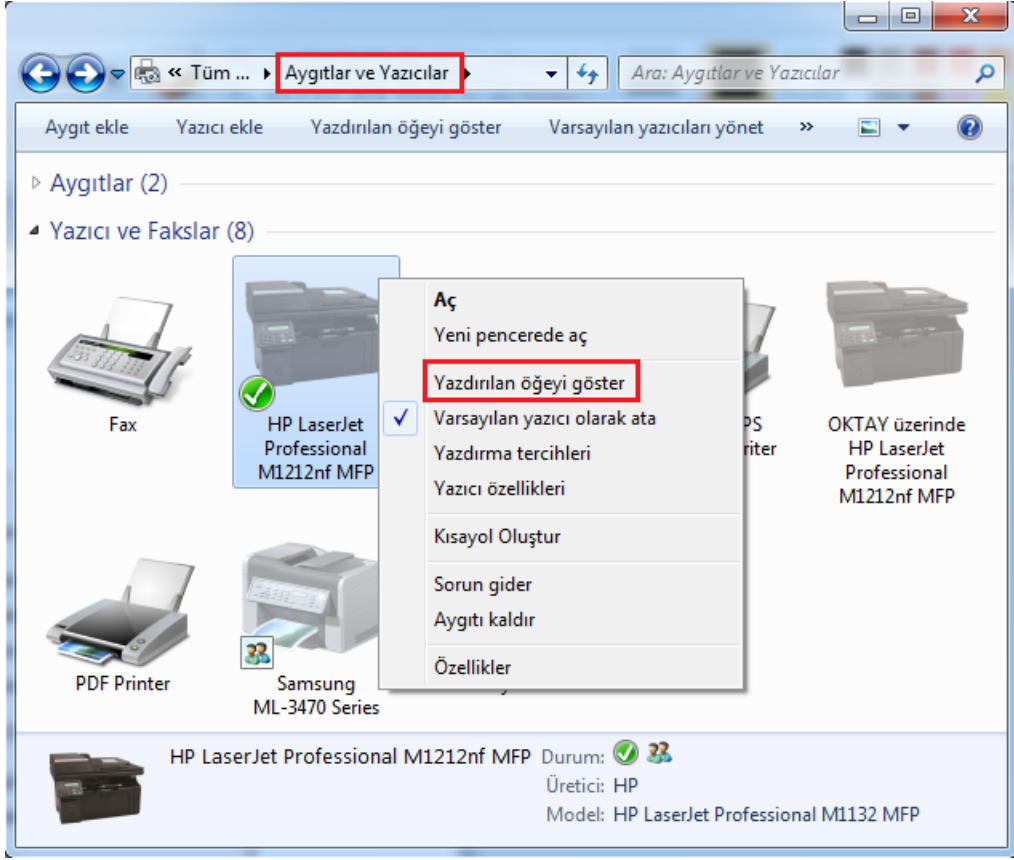 « Tüm ... Aygıtlar ve Yazıcılar
Ara: Aygıtlar ve Yazıcılar
Aygıt ekle Yazıcı ekle Yazdırılan öğeyi göster Varsayılan yazıcıları yönet »
Aygıtlar (2)
Yazıcı ve Fakslar (8)
Fax
HP LaserJet
Professional
M1212nf MFP
Aç
Yeni pencerede aç
Yazdırılan öğeyi göster
Varsayılan yazıcı olarak ata
Yazdırma tercihleri
Yazıcı özellikleri
Kısayol Oluştur
Sorun gider
Aygıtı kaldır
Özellikler
PS
riter
OKTAY üzerinde
HP LaserJet
Professional
M1212nf MFP
PDF Printer
Samsung
ML-3470 Series
HP LaserJet Professional M1212nf MFP Durum:
Üretici: HP
Model: HP LaserJet Professional M1132 MFP